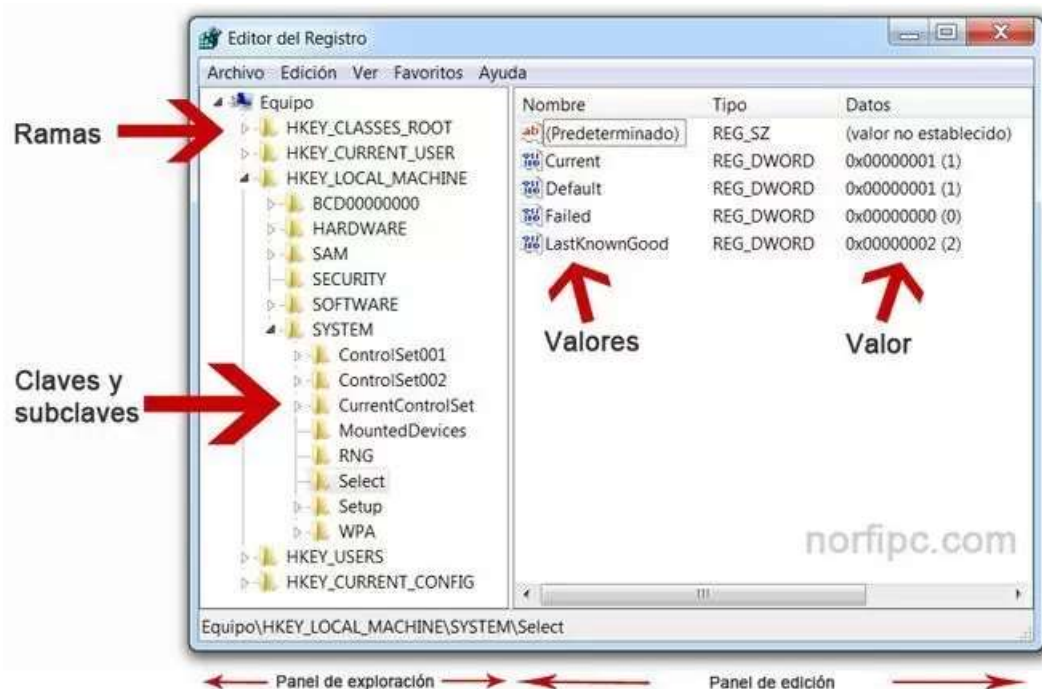 Editor del Registro
Archivo Edición Ver Favoritos Ayuda
Ramas
Equipo
HKEY_CLASSES_ROOT
HKEY_CURRENT_USER
HKEY_LOCAL_MACHINE
BCD00000000
HARDWARE
SAM
SECURITY
SOFTWARE
SYSTEM
ControlSet001
ControlSet002
CurrentControlSet
MountedDevices
RNG
Select
Setup
WPA
HKEY_USERS
HKEY_CURRENT_CONFIG
Claves y
subclaves
Nombre Tipo Datos
(Predeterminado) REG_SZ (valor no establecido)
Current REG_DWORD 0x00000001 (1)
Default REG_DWORD 0x00000001 (1)
Failed REG_DWORD 0x00000000 (0)
LastKnownGood REG_DWORD 0x00000002 (2)
Valores Valor
norfipc.com
Equipo\HKEY_LOCAL_MACHINE\SYSTEM\Select
Panel de exploración Panel de edición